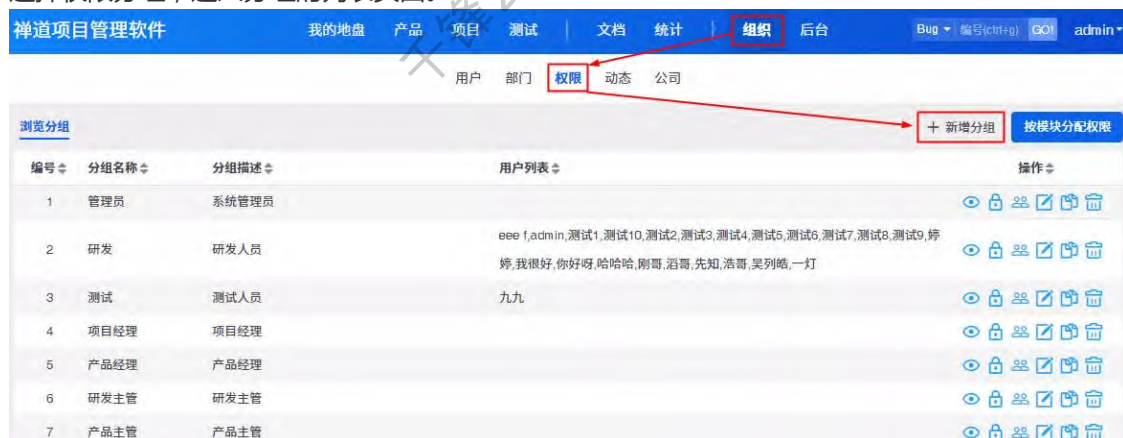 禅道项目管理软件 我的地盘 产品 项目 测试 文档 统计 组织 后台 Bug 编号(ctrl+g) GO! admin
用户 部门 权限 动态 公司
浏览分组 + 新增分组 按模块分配权限
编号 分组名称 分组描述 用户列表 操作
1 管理员 系统管理员
2 研发 研发人员 eee f,admin,测试1,测试10,测试2,测试3,测试4,测试5,测试6,测试7,测试8,测试9,婷
婷,我很好,你好呀,哈哈哈,刚哥,滔哥,先知,浩哥,吴列皓,一灯
3 测试 测试人员 九九
4 项目经理 项目经理
5 产品经理 产品经理
6 研发主管 研发主管
7 产品主管 产品主管